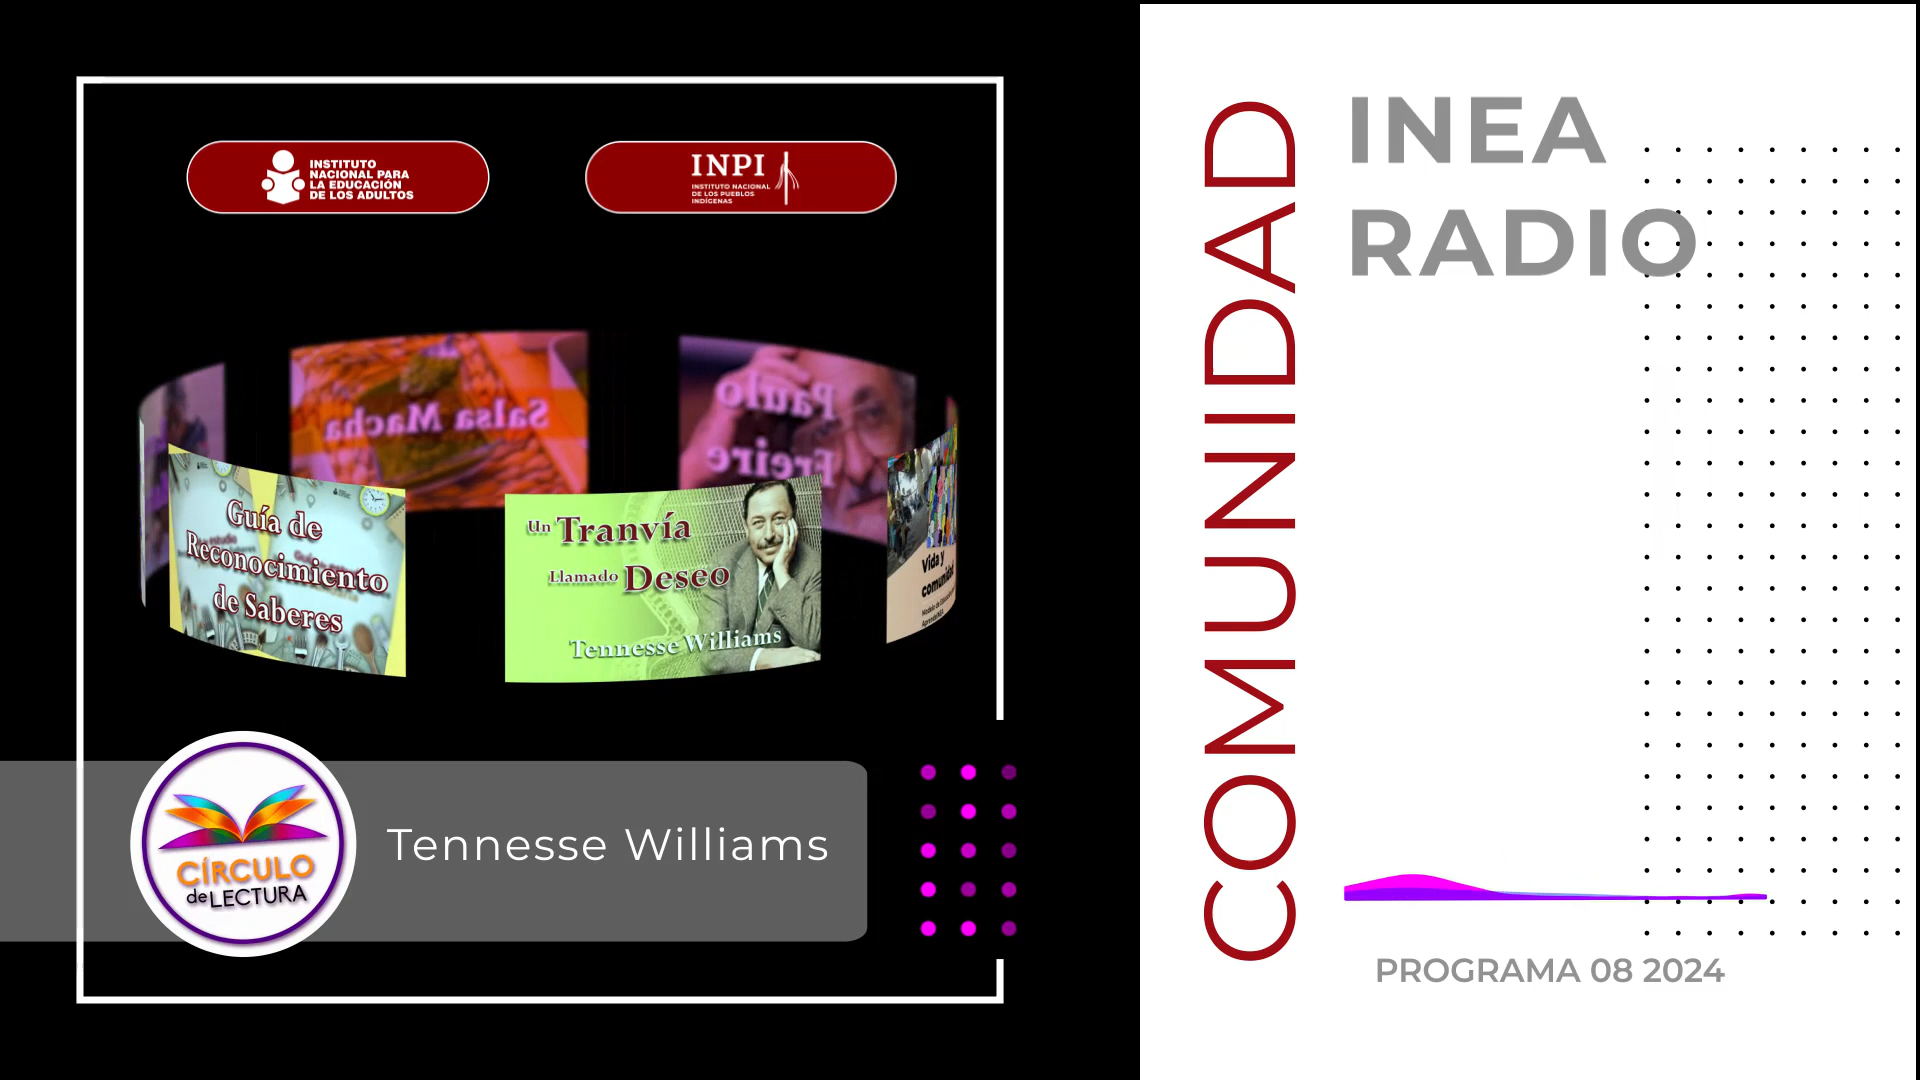 INSTITUTO
NACIONAL PARA
LA EDUCACIÓN
DE LOS ADULTOS
INPI
INSTITUTO NACIONAL
DE LOS PUEBLOS
INDÍGENAS
Salsa Macha
Paulo
Freire
Guía de
Reconocimiento
de Saberes
Un Tranvía
Llamado Deseo
Tennesse Williams
Vida y
comunidad
CÍRCULO
de LECTURA
Tennesse Williams
COMUNIDAD
INEA
RADIO
PROGRAMA 08 2024